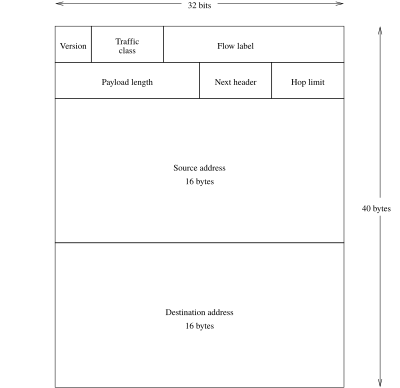 32 bits
Version
Traffic
class
Flow label
Payload length
Next header
Hop limit
Source address
16 bytes
40 bytes
Destination address
16 bytes